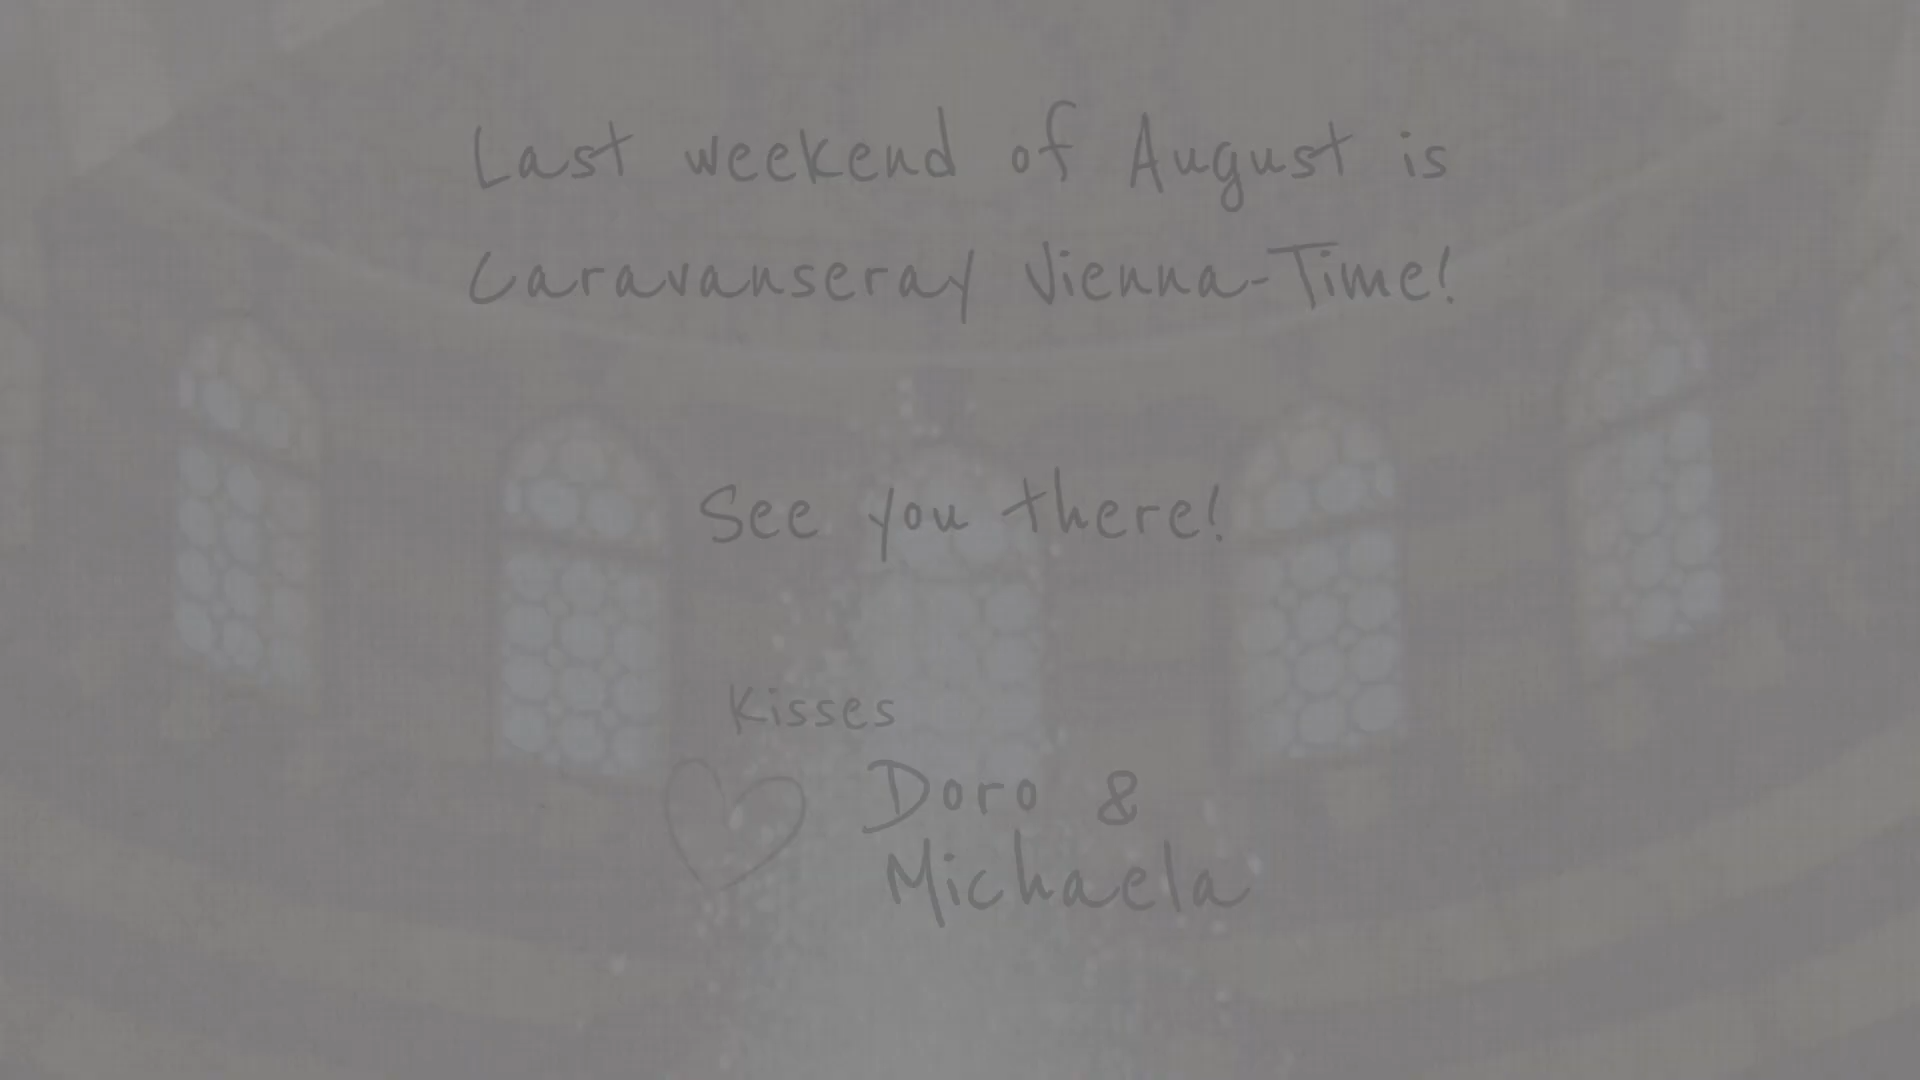 Last weekend of August is
Caravanseray Vienna-Time!
See you there!
Kisses
Doro &
Michaela